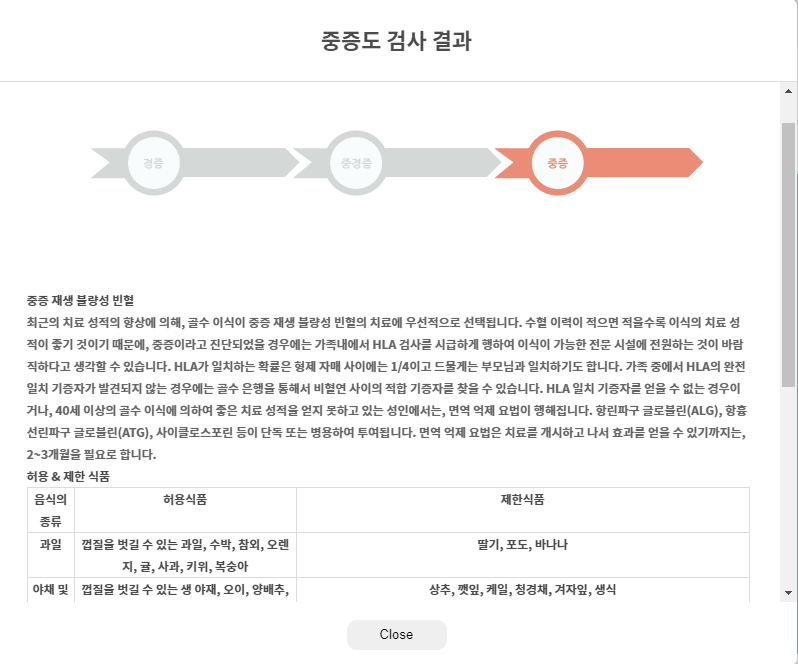 중증도 검사 결과
경증
중경증
중증
중증 재생 불량성 빈혈
최근의 치료 성적의 향상에 의해, 골수 이식이 중증 재생 불량성 빈혈의 치료에 우선적으로 선택됩니다. 수혈 이력이 적으면 적을수록 이식의 치료 성
적이 좋기 것이기 때문에, 중증이라고 진단되었을 경우에는 가족내에서 HLA 검사를 시급하게 행하여 이식이 가능한 전문 시설에 전원하는 것이 바람
직하다고 생각할 수 있습니다. HLA가 일치하는 확률은 형제 자매 사이에는 1/4이고 드물게는 부모님과 일치하기도 합니다. 가족 중에서 HLA의 완전
일치 기증자가 발견되지 않는 경우에는 골수 은행을 통해서 비혈연 사이의 적합 기증자를 찾을 수 있습니다. HLA 일치 기증자를 얻을 수 없는 경우이
거나, 40세 이상의 골수 이식에 의하여 좋은 치료 성적을 얻지 못하고 있는 성인에서는, 면역 억제 요법이 행해집니다. 항린파구 글로불린(ALG), 항흉
선린파구 글로불린(ATG), 사이클로스포린 등이 단독 또는 병용하여 투여됩니다. 면역 억제 요법은 치료를 개시하고 나서 효과를 얻을 수 있기까지는,
2~3개월을 필요로 합니다.
허용 & 제한 식품
음식의 종류 허용식품 제한식품
과일 껍질을 벗길 수 있는 과일, 수박, 참외, 오렌지, 귤, 사과, 키위, 복숭아 딸기, 포도, 바나나
야채 및 껍질을 벗길 수 있는 생 야재, 오이, 양배추, 상추, 깻잎, 케일, 청경채, 겨자잎, 생식
Close